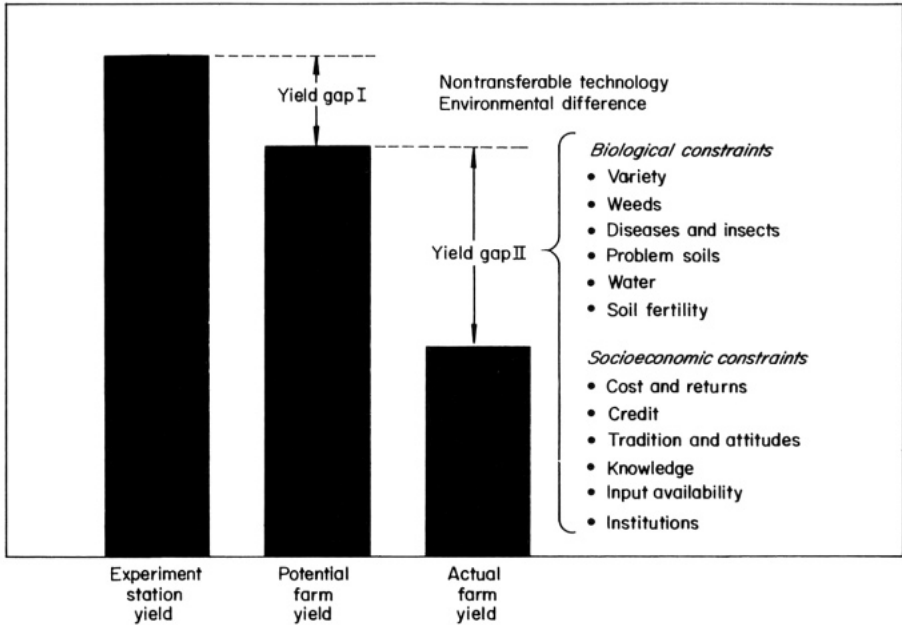 Yield gap I
Nontransferable technology
Environmental difference
Yield gap II
Biological constraints
• Variety
• Weeds
• Diseases and insects
• Problem soils
• Water
• Soil fertility
Socioeconomic constraints
• Cost and returns
• Credit
• Tradition and attitudes
• Knowledge
• Input availability
• Institutions
Experiment
station
yield
Potential
farm
yield
Actual
farm
yield